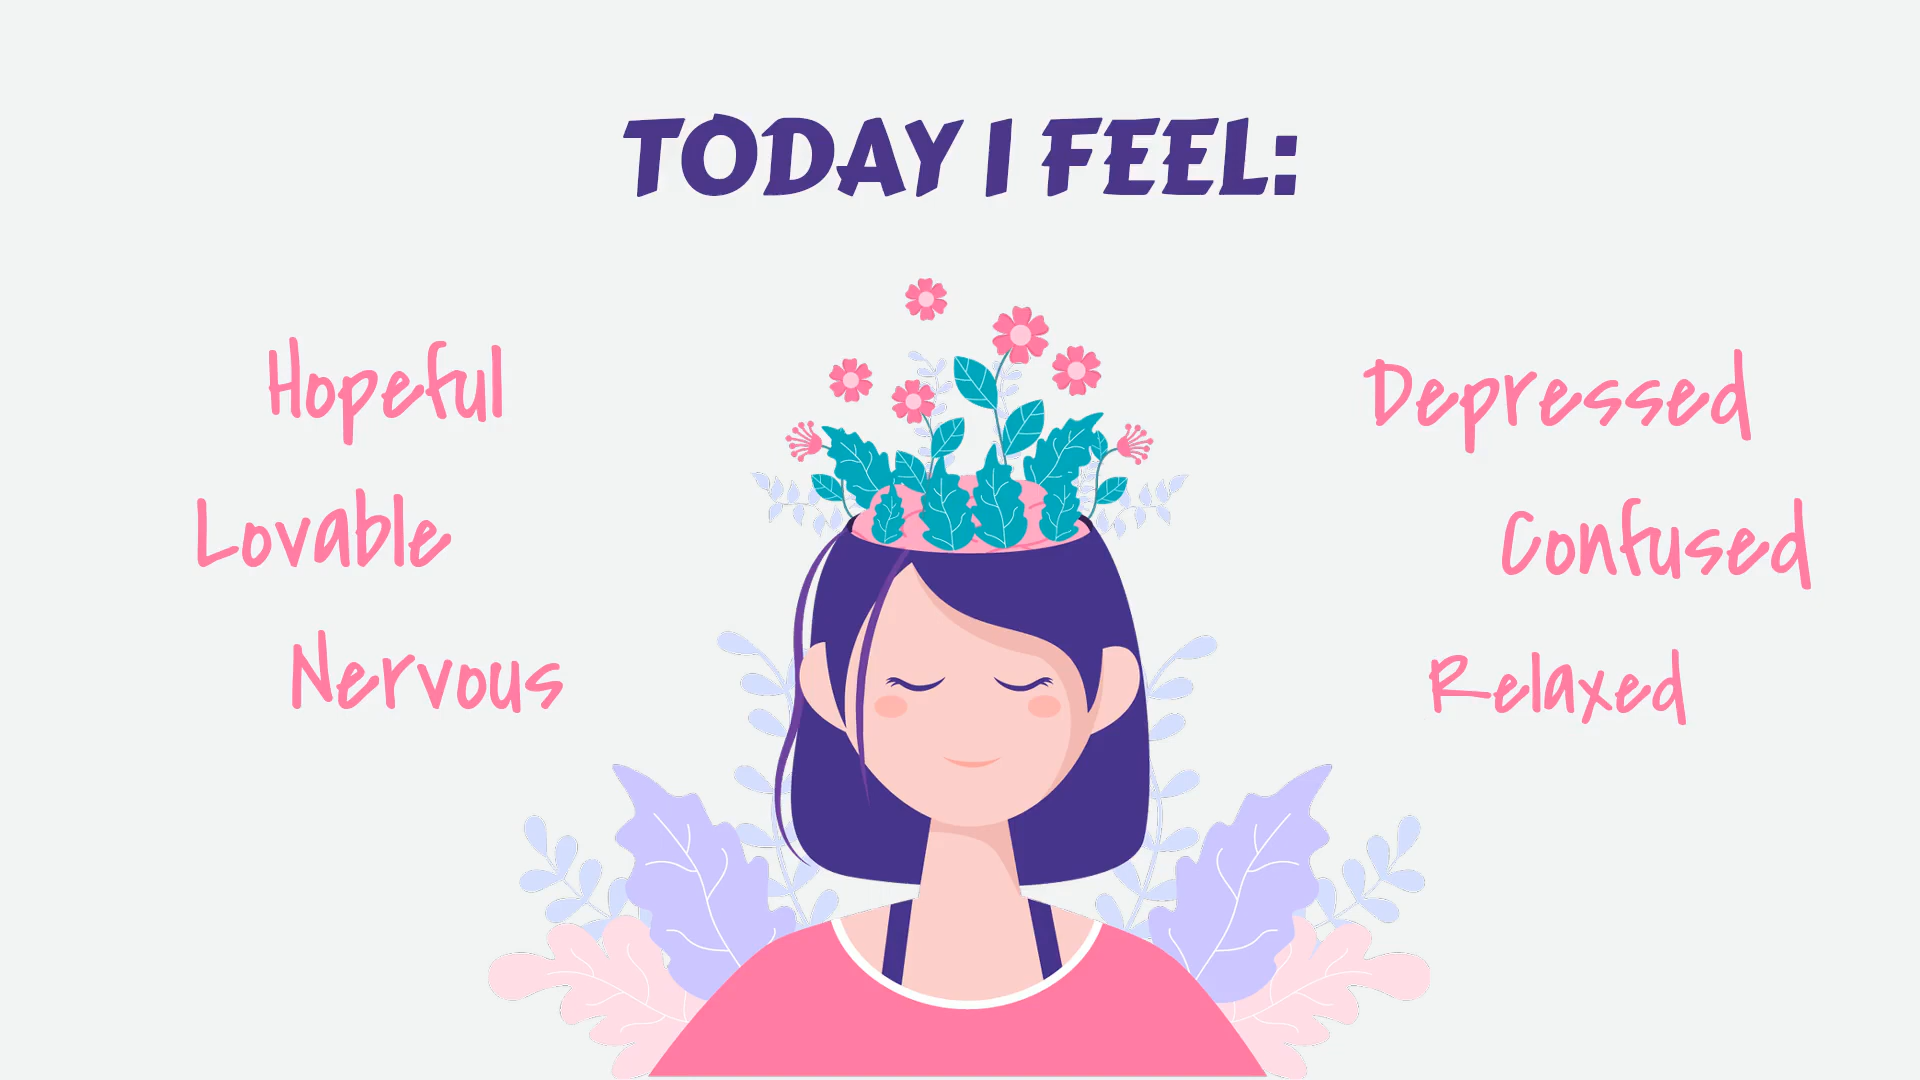 TODAY I FEEL:
Hopeful
Lovable
Nervous
Depressed
Confused
Relaxed